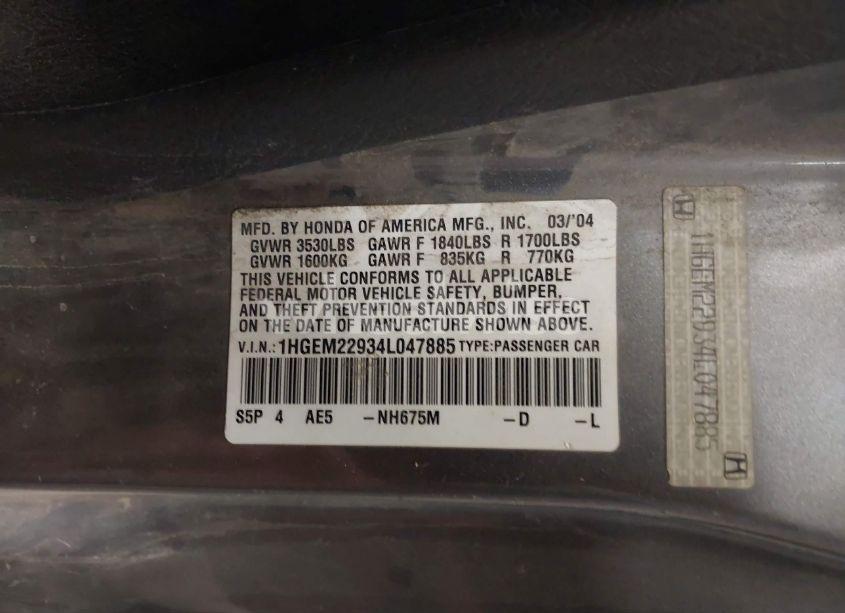 MFD. BY HONDA OF AMERICA MFG., INC. 03/'04
GVWR 3530LBS GAWR F 1840LBS R 1700LBS
GVWR 1600KG GAWR F 835KG R 770KG
THIS VEHICLE CONFORMS TO ALL APPLICABLE
FEDERAL MOTOR VEHICLE SAFETY, BUMPER,
AND THEFT PREVENTION STANDARDS IN EFFECT
ON THE DATE OF MANUFACTURE SHOWN ABOVE.
V.I.N.: 1HGEM22934L047885 TYPE:PASSENGER CAR
S5P 4 AE5 -NH675M -D -L
1HGEM22934L047885